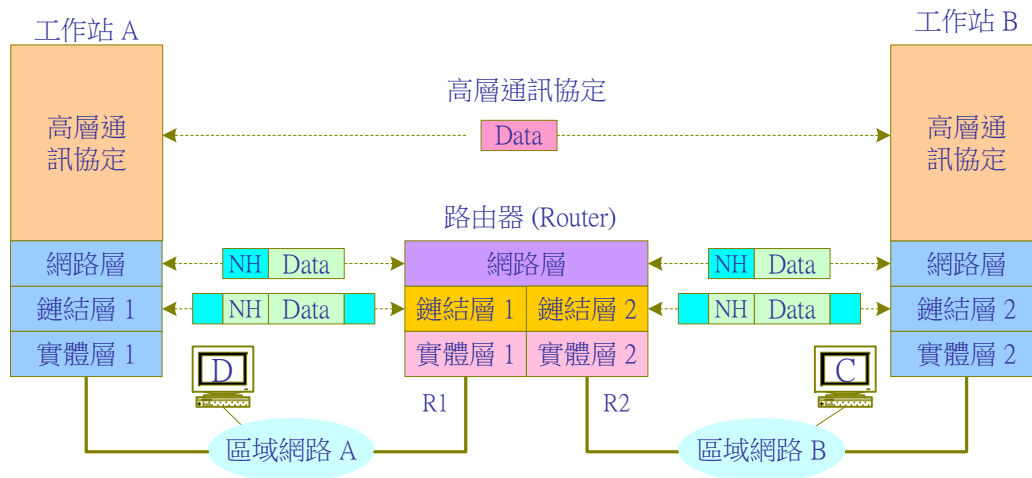 工作站 A
工作站 B
高層通訊協定
高層通
訊協定
Data
高層通
訊協定
路由器 (Router)
網路層
NH Data
網路層
NH Data
網路層
鏈結層 1
NH Data
鏈結層 1
鏈結層 2
NH Data
鏈結層 2
實體層 1
實體層 1
實體層 2
實體層 2
D
C
R1
R2
區域網路 A
區域網路 B